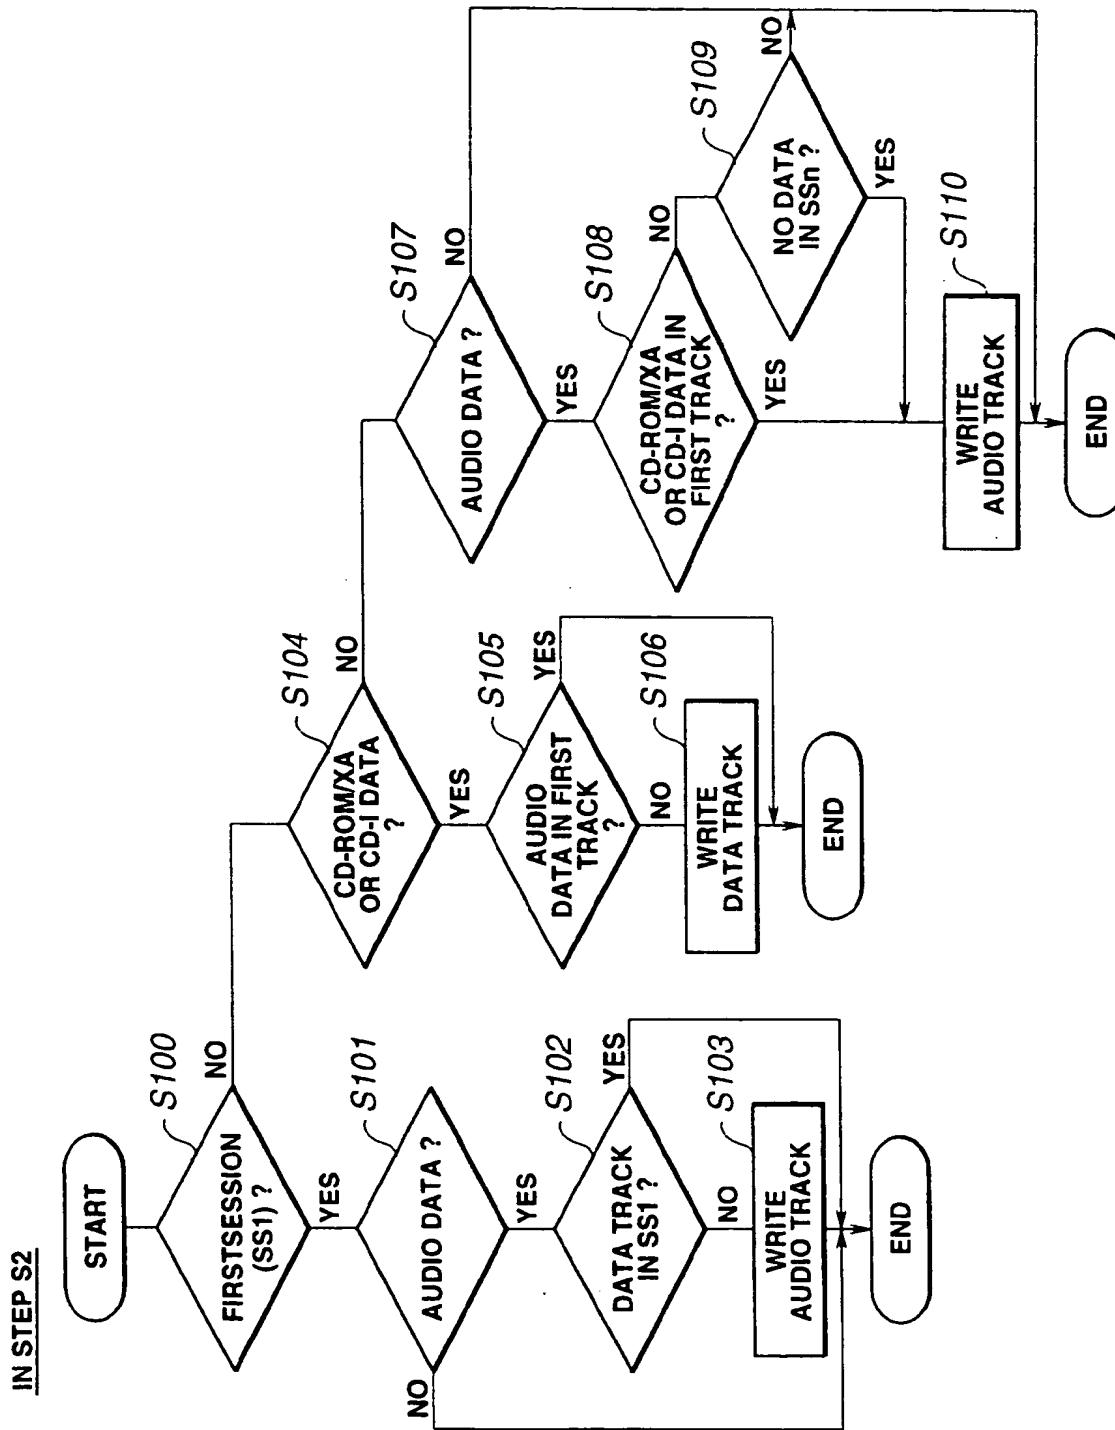 IN STEP S2
START
S100
FIRSTSESSION
(SS1) ?
NO
YES
S101
AUDIO DATA ?
NO
YES
S102
DATA TRACK
IN SS1 ?
YES
NO
S103
WRITE
AUDIO TRACK
END
S104
CD-ROM/XA
OR CD-I DATA
?
NO
YES
S105
AUDIO
DATA IN FIRST
TRACK
?
YES
NO
S106
WRITE
DATA TRACK
END
S107
AUDIO DATA ?
NO
YES
S108
CD-ROM/XA
OR CD-I DATA IN
FIRST TRACK
?
NO
YES
S109
NO DATA
IN SSn ?
NO
YES
S110
WRITE
AUDIO TRACK
END